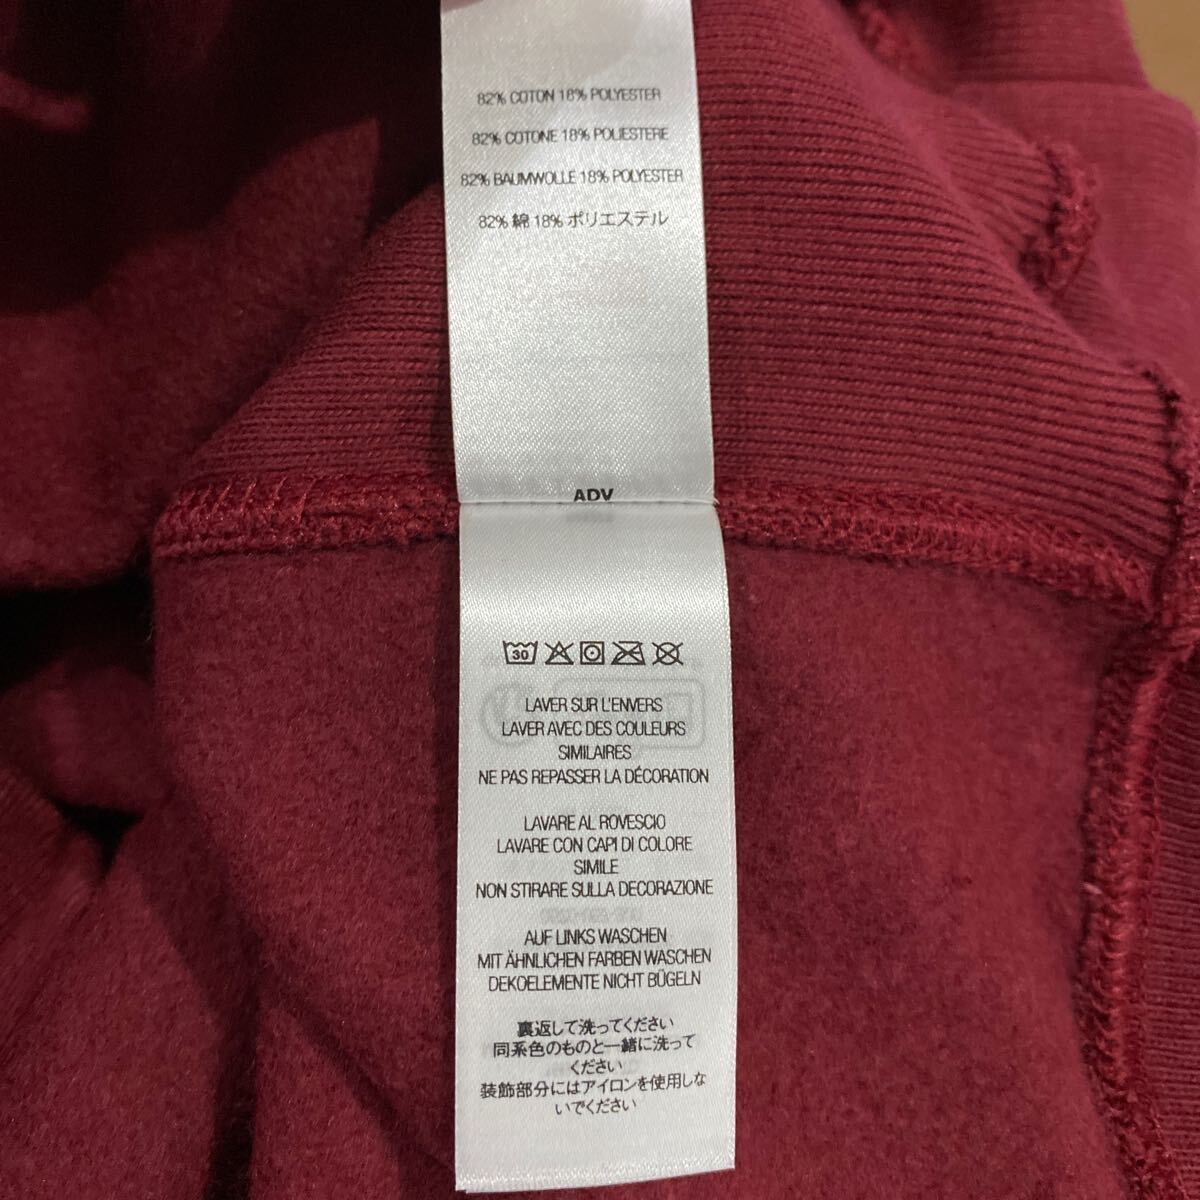 82% COTON 18% POLYESTER
82% COTONE 18% POLIESTERE
82% BAUMWOLLE 18% POLYESTER
82% 綿 18% ポリエステル
ADV
30
LAVER SUR L'ENVERS
LAVER AVEC DES COULEURS
SIMILAIRES
NE PAS REPASSER LA DÉCORATION
LAVARE AL ROVESCIO
LAVARE CON CAPI DI COLORE
SIMILE
NON STIRARE SULLA DECORAZIONE
AUF LINKS WASCHEN
MIT ÄHNLICHEN FARBEN WASCHEN
DEKOELEMENTE NICHT BÜGELN
裏返して洗ってください
同系色のものと一緒に洗って
ください
装飾部分にはアイロンを使用しな
いでください